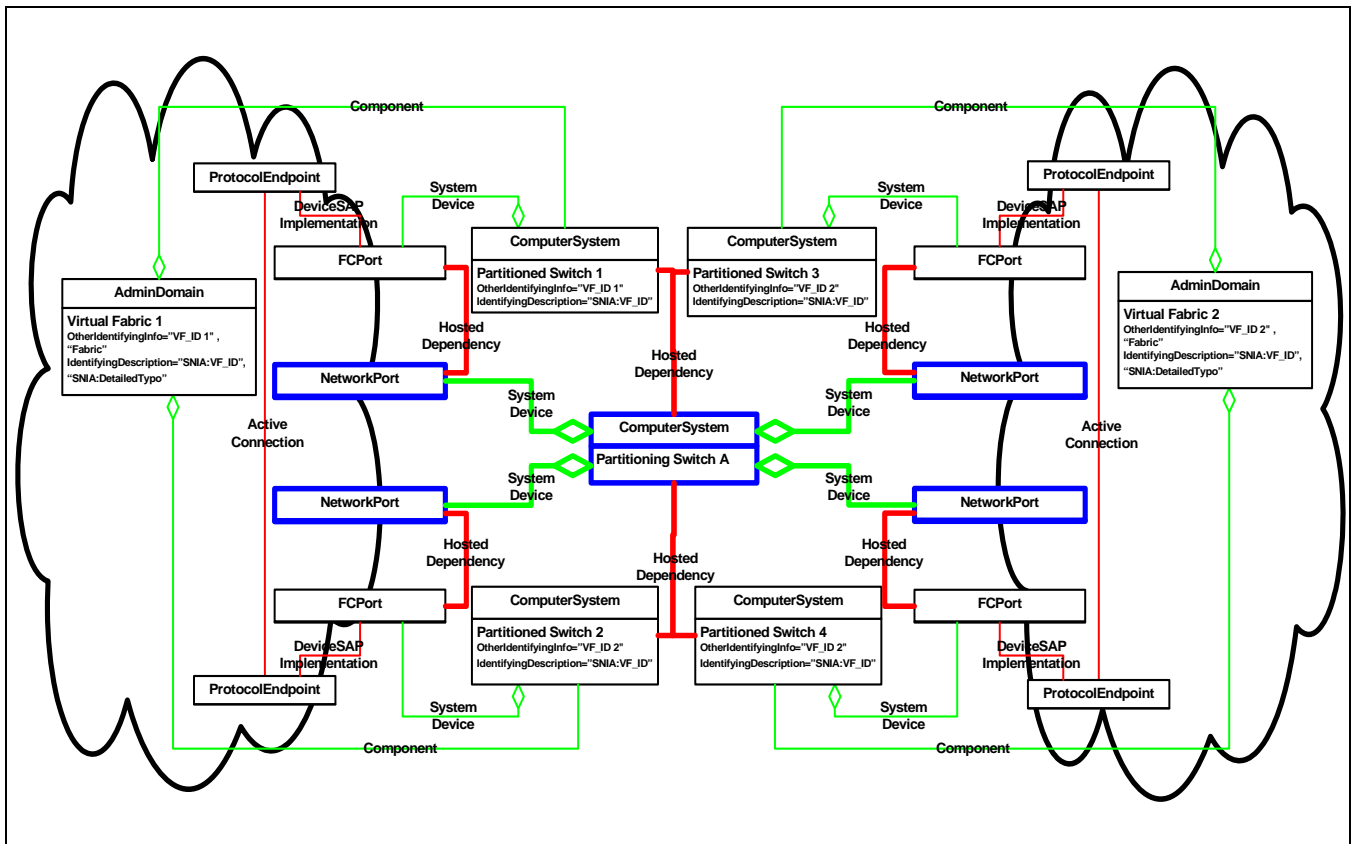 Component
Component
ProtocolEndpoint
ProtocolEndpoint
System
Device
System
Device
DeviceSAP
Implementation
DeviceSAP
Implementation
ComputerSystem
Partitioned Switch 1
OtherIdentifyingInfo="VF_ID 1"
IdentifyingDescription="SNIA:VF_ID"
ComputerSystem
Partitioned Switch 3
OtherIdentifyingInfo="VF_ID 2"
IdentifyingDescription="SNIA:VF_ID"
FCPort
FCPort
AdminDomain
Virtual Fabric 1
OtherIdentifyingInfo="VF_ID 1" ,
“Fabric”
IdentifyingDescription="SNIA:VF_ID",
“SNIA:DetailedTypo”
AdminDomain
Virtual Fabric 2
OtherIdentifyingInfo="VF_ID 2" ,
“Fabric”
IdentifyingDescription="SNIA:VF_ID",
“SNIA:DetailedTypo”
Hosted
Dependency
Hosted
Dependency
Hosted
Dependency
NetworkPort
NetworkPort
System
Device
System
Device
ComputerSystem
Partitioning Switch A
Active
Connection
Active
Connection
System
Device
System
Device
NetworkPort
NetworkPort
Hosted
Dependency
Hosted
Dependency
Hosted
Dependency
FCPort
FCPort
ComputerSystem
Partitioned Switch 2
OtherIdentifyingInfo="VF_ID 2"
IdentifyingDescription="SNIA:VF_ID"
ComputerSystem
Partitioned Switch 4
OtherIdentifyingInfo="VF_ID 2"
IdentifyingDescription="SNIA:VF_ID"
DeviceSAP
Implementation
DeviceSAP
Implementation
ProtocolEndpoint
ProtocolEndpoint
System
Device
System
Device
Component
Component